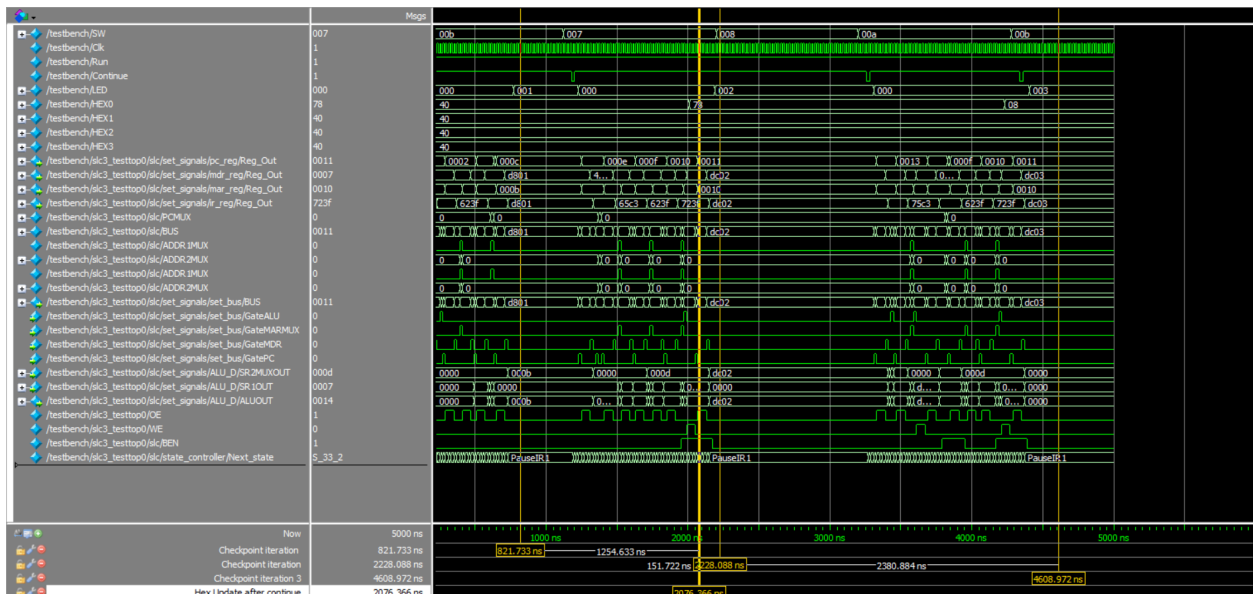 Msgs
/testbench/SW 007 00b 007 008 00a 00b
/testbench/Clk 1
/testbench/Run 1
/testbench/Continue 1
/testbench/LED 000 000 001 000 002 000 003
/testbench/HEX0 78 40 78 08
/testbench/HEX1 40 40
/testbench/HEX2 40 40
/testbench/HEX3 40 40
/testbench/slc3_testtop0/slc/set_signals/pc_reg/Reg_Out 0011 0002 000c 000e 000f 0010 0011 0013 000f 0010 0011
/testbench/slc3_testtop0/slc/set_signals/mdr_reg/Reg_Out 0007 d801 4... dc02 0... dc03
/testbench/slc3_testtop0/slc/set_signals/mar_reg/Reg_Out 0010 000b 0010 0010
/testbench/slc3_testtop0/slc/set_signals/ir_reg/Reg_Out 723f 623f d801 65c3 623f 723f dc02 75c3 623f 723f dc03
/testbench/slc3_testtop0/slc/PCMUX 0 0 0 0 0
/testbench/slc3_testtop0/slc/BUS 0011 d801 dc02 dc03
/testbench/slc3_testtop0/slc/ADDR1MUX 0
/testbench/slc3_testtop0/slc/ADDR2MUX 0 0 0 0 0 0 0 0 0 0 0
/testbench/slc3_testtop0/slc/ADDR1MUX 0
/testbench/slc3_testtop0/slc/ADDR2MUX 0 0 0 0 0 0 0 0 0 0 0
/testbench/slc3_testtop0/slc/set_signals/set_bus/BUS 0011 d801 dc02 dc03
/testbench/slc3_testtop0/slc/set_signals/set_bus/GateALU 0
/testbench/slc3_testtop0/slc/set_signals/set_bus/GateMARMUX 0
/testbench/slc3_testtop0/slc/set_signals/set_bus/GateMDR 0
/testbench/slc3_testtop0/slc/set_signals/set_bus/GatePC 0
/testbench/slc3_testtop0/slc/set_signals/ALU_D/SR2MUXOUT 000d 0000 000b 0000 000d dc02 0000 000d 0000
/testbench/slc3_testtop0/slc/set_signals/ALU_D/SR1OUT 0007 0000 0000 0... 0000 d... 0... 0000
/testbench/slc3_testtop0/slc/set_signals/ALU_D/ALUOUT 0014 0000 000b 0... dc02 d... 0... 0000
/testbench/slc3_testtop0/OE 1
/testbench/slc3_testtop0/WE 0
/testbench/slc3_testtop0/slc/BEN 1
/testbench/slc3_testtop0/slc/state_controller/Next_state S_33_2 PauseIR1 PauseIR1 PauseIR1
Now 5000 ns 1000 ns 2000 ns 3000 ns 4000 ns 5000 ns
Checkpoint iteration 821.733 ns 821.733 ns 1254.633 ns
Checkpoint iteration 2228.088 ns 151.722 ns 2228.088 ns 2380.884 ns
Checkpoint iteration 3 4608.972 ns 4608.972 ns
Hex Update after continue 2076.366 ns 2076.366 ns